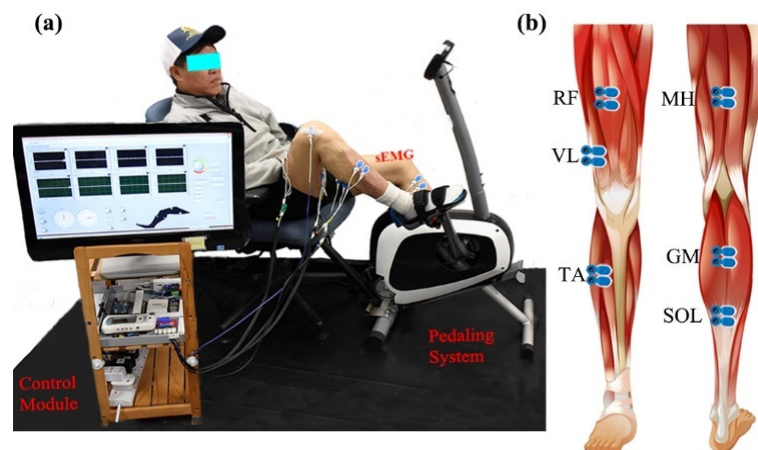 (a)
sEMG
Pedaling
System
Control
Module
(b)
RF
MH
VL
GM
TA
SOL